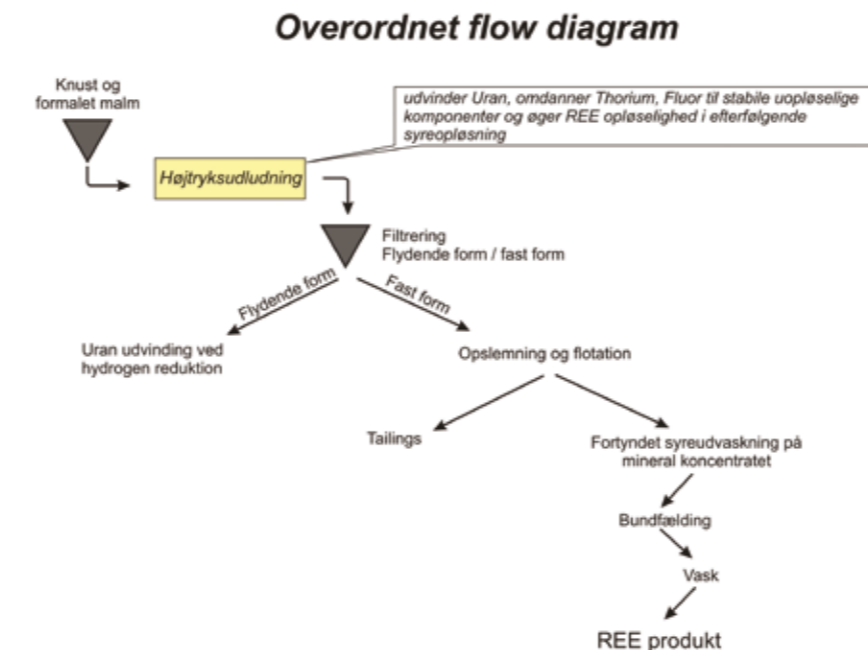 Overordnet flow diagram
Knust og
formalet malm
udvinder Uran, omdanner Thorium, Fluor til stabile uopløselige
komponenter og øger REE opløselighed i efterfølgende
syreopløsning
Højtryksudludning
Filtrering
Flydende form / fast form
Flydende form
Fast form
Uran udvinding ved
hydrogen reduktion
Opslemning og flotation
Tailings
Fortyndet syreudvaskning på
mineral koncentratet
Bundfælding
Vask
REE produkt